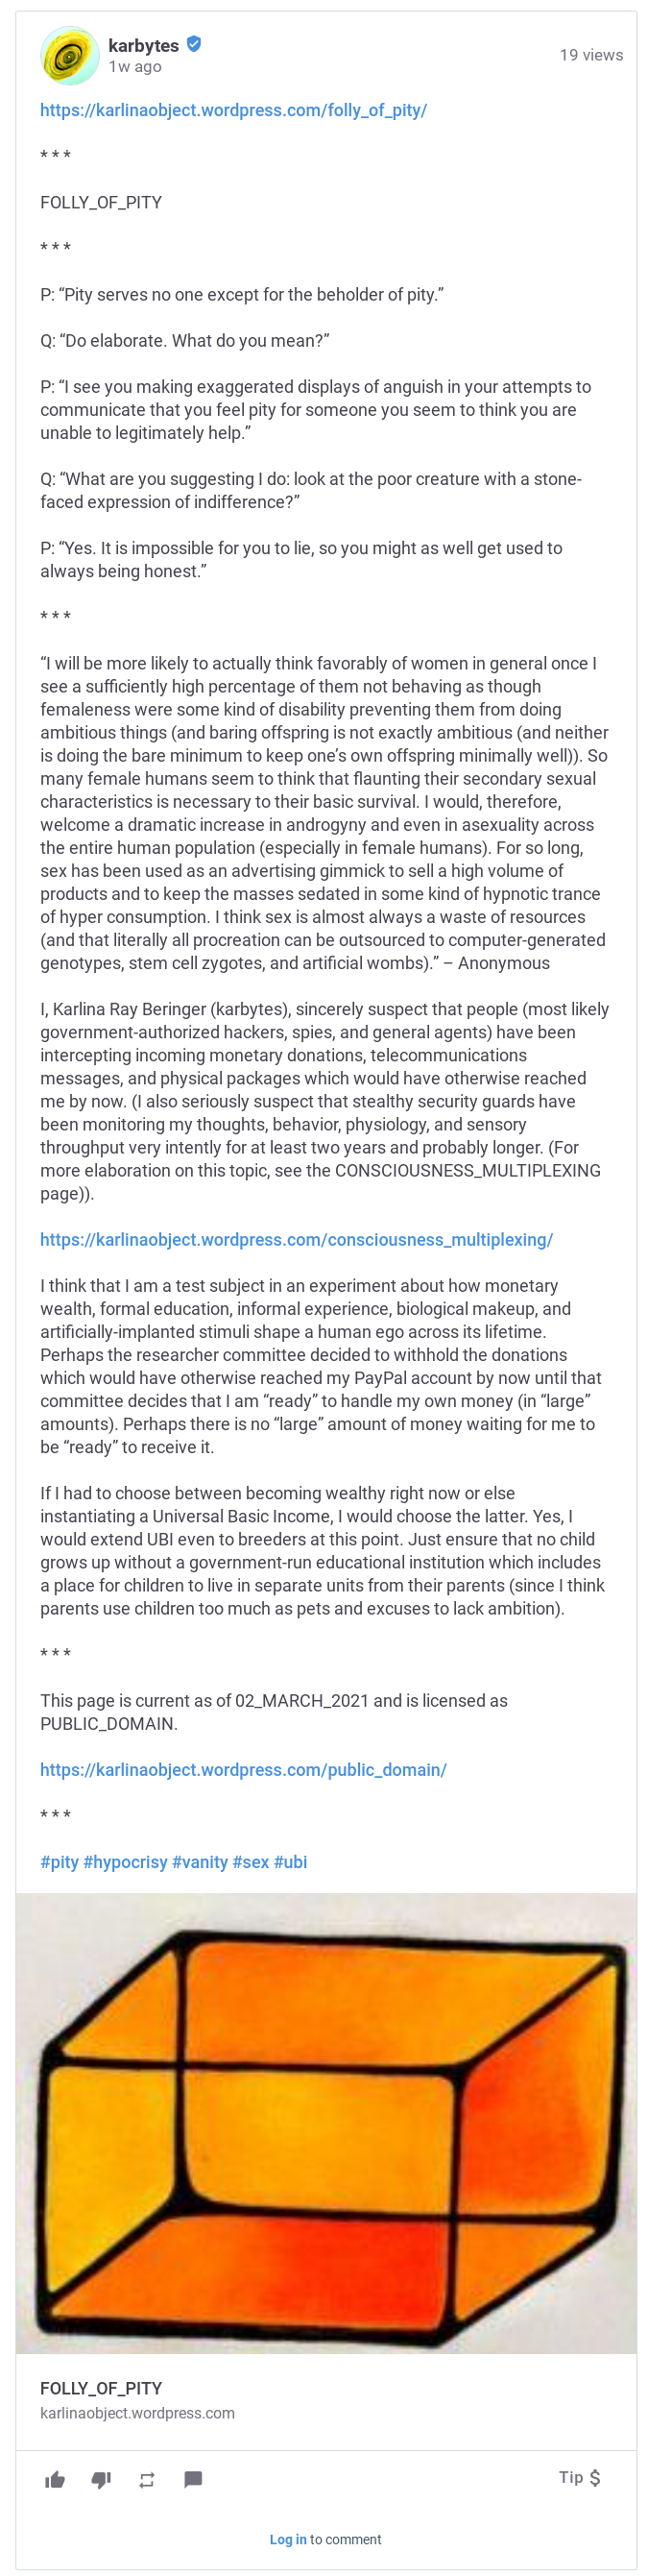 karbytes
1w ago
19 views
https://karlinaobject.wordpress.com/folly_of_pity/
* * *
FOLLY_OF_PITY
* * *
P: “Pity serves no one except for the beholder of pity.”
Q: “Do elaborate. What do you mean?”
P: “I see you making exaggerated displays of anguish in your attempts to
communicate that you feel pity for someone you seem to think you are
unable to legitimately help.”
Q: “What are you suggesting I do: look at the poor creature with a stone-
faced expression of indifference?”
P: “Yes. It is impossible for you to lie, so you might as well get used to
always being honest.”
* * *
“I will be more likely to actually think favorably of women in general once I
see a sufficiently high percentage of them not behaving as though
femaleness were some kind of disability preventing them from doing
ambitious things (and baring offspring is not exactly ambitious (and neither
is doing the bare minimum to keep one’s own offspring minimally well)). So
many female humans seem to think that flaunting their secondary sexual
characteristics is necessary to their basic survival. I would, therefore,
welcome a dramatic increase in androgyny and even in asexuality across
the entire human population (especially in female humans). For so long,
sex has been used as an advertising gimmick to sell a high volume of
products and to keep the masses sedated in some kind of hypnotic trance
of hyper consumption. I think sex is almost always a waste of resources
(and that literally all procreation can be outsourced to computer-generated
genotypes, stem cell zygotes, and artificial wombs).” – Anonymous
I, Karlina Ray Beringer (karbytes), sincerely suspect that people (most likely
government-authorized hackers, spies, and general agents) have been
intercepting incoming monetary donations, telecommunications
messages, and physical packages which would have otherwise reached
me by now. (I also seriously suspect that stealthy security guards have
been monitoring my thoughts, behavior, physiology, and sensory
throughput very intently for at least two years and probably longer. (For
more elaboration on this topic, see the CONSCIOUSNESS_MULTIPLEXING
page)).
https://karlinaobject.wordpress.com/consciousness_multiplexing/
I think that I am a test subject in an experiment about how monetary
wealth, formal education, informal experience, biological makeup, and
artificially-implanted stimuli shape a human ego across its lifetime.
Perhaps the researcher committee decided to withhold the donations
which would have otherwise reached my PayPal account by now until that
committee decides that I am “ready” to handle my own money (in “large”
amounts). Perhaps there is no “large” amount of money waiting for me to
be “ready” to receive it.
If I had to choose between becoming wealthy right now or else
instantiating a Universal Basic Income, I would choose the latter. Yes, I
would extend UBI even to breeders at this point. Just ensure that no child
grows up without a government-run educational institution which includes
a place for children to live in separate units from their parents (since I think
parents use children too much as pets and excuses to lack ambition).
* * *
This page is current as of 02_MARCH_2021 and is licensed as
PUBLIC_DOMAIN.
https://karlinaobject.wordpress.com/public_domain/
* * *
#pity #hypocrisy #vanity #sex #ubi
FOLLY_OF_PITY
karlinaobject.wordpress.com
Tip $
Log in to comment